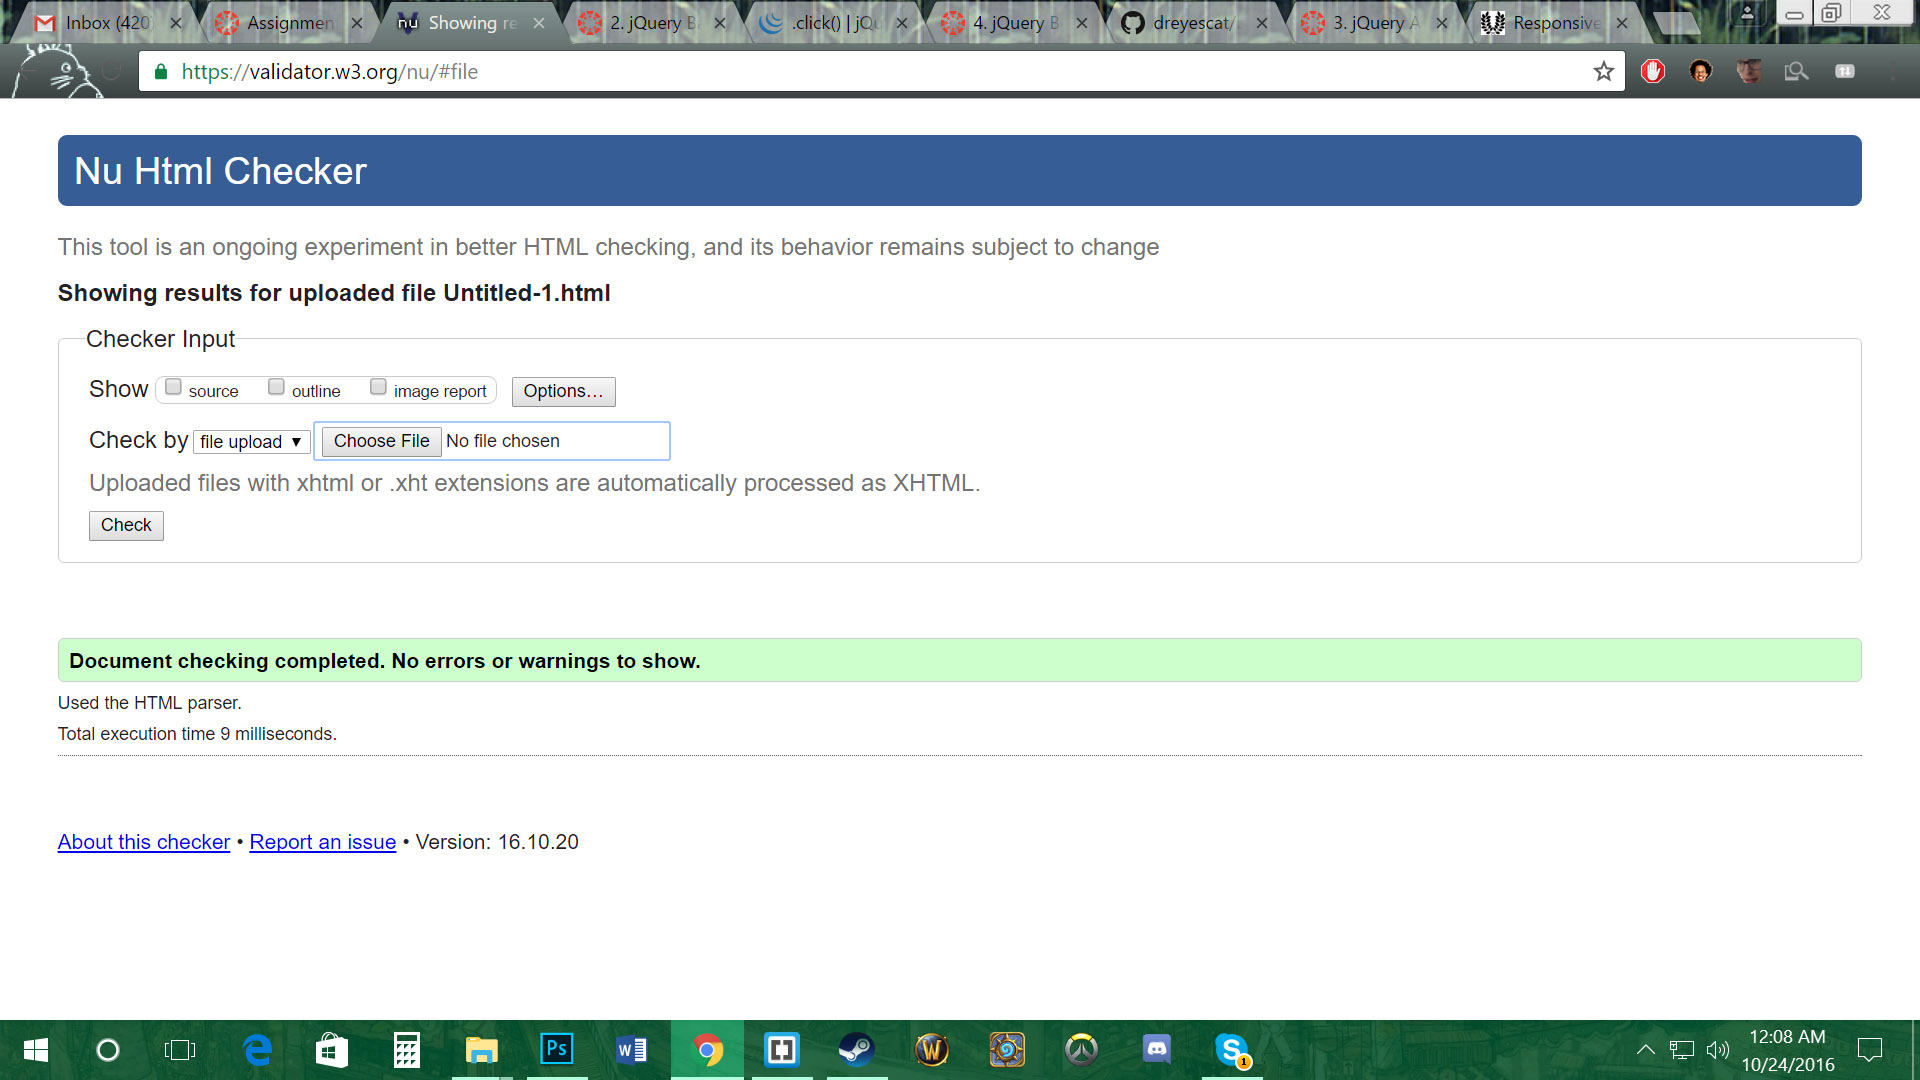 Inbox (420
Assignmen
nu Showing re
2. jQuery B
.click() | jQu
4. jQuery B
dreyescat/
3. jQuery A
Responsive
https://validator.w3.org/nu/#file
Nu Html Checker
This tool is an ongoing experiment in better HTML checking, and its behavior remains subject to change
Showing results for uploaded file Untitled-1.html
Checker Input
Show source outline image report Options...
Check by file upload ▼ Choose File No file chosen
Uploaded files with xhtml or .xht extensions are automatically processed as XHTML.
Check
Document checking completed. No errors or warnings to show.
Used the HTML parser.
Total execution time 9 milliseconds.
About this checker • Report an issue • Version: 16.10.20
Ps
W
W
S 1
12:08 AM
10/24/2016